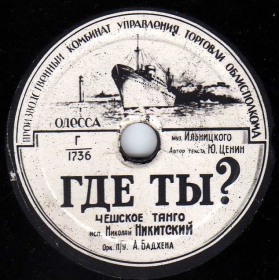 ПРОИЗВОДСТВЕННЫЙ КОМБИНАТ УПРАВЛЕНИЯ ТОРГОВЛИ ОБЛИСПОЛКОМА
ОДЕССА
Г
1736
муз. Ильницкого
Автор текста Ю. Ценин
ГДЕ ТЫ?
ЧЕШСКОЕ ТАНГО
исп. Николай НИКИТСКИЙ
Орк. п/у. А. БАДХЕНА